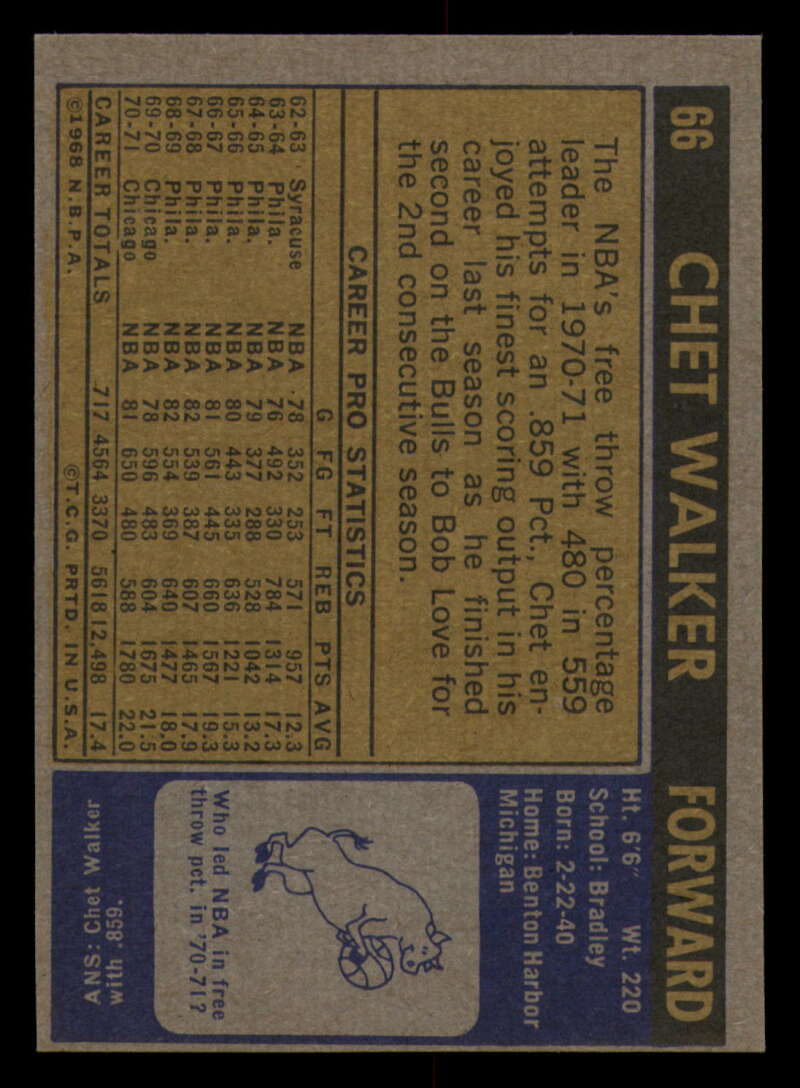 66 CHET WALKER FORWARD
The NBA's free throw percentage
leader in 1970-71 with 480 in 559
attempts for an .859 Pct., Chet en-
joyed his finest scoring output in his
career last season as he finished
second on the Bulls to Bob Love for
the 2nd consecutive season.
CAREER PRO STATISTICS
G FG FT REB PTS AVG
62-63 Syracuse NBA 78 352 253 571 957 12.3
63-64 Phila. NBA 76 492 330 784 1314 17.3
64-65 Phila. NBA 79 377 288 528 1042 13.2
65-66 Phila. NBA 80 443 335 636 1221 15.3
66-67 Phila. NBA 81 561 445 660 1567 19.3
67-68 Phila. NBA 82 539 387 607 1465 17.9
68-69 Phila. NBA 82 554 369 640 1477 18.0
69-70 Chicago NBA 78 596 483 604 1675 21.5
70-71 Chicago NBA 81 650 480 588 1780 22.0
CAREER TOTALS 717 4564 3370 5618 12,498 17.4
©1968 N.B.P.A. ©T.C.G. PRTD. IN U.S.A.
Ht. 6'6" Wt. 220
School: Bradley
Born: 2-22-40
Home: Benton Harbor
Michigan
Who led NBA in free
throw pct. in '70-71?
ANS: Chet Walker
with .859.